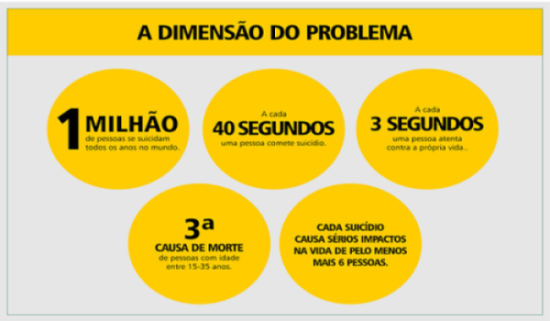 A DIMENSÃO DO PROBLEMA
1 MILHÃO
de pessoas se suicidam
todos os anos no mundo.
A cada
40 SEGUNDOS
uma pessoa comete suicídio.
A cada
3 SEGUNDOS
uma pessoa atenta
contra a própria vida..
3ª
CAUSA DE MORTE
de pessoas com idade
entre 15-35 anos.
CADA SUICÍDIO
CAUSA SÉRIOS IMPACTOS
NA VIDA DE PELO MENOS
MAIS 6 PESSOAS.